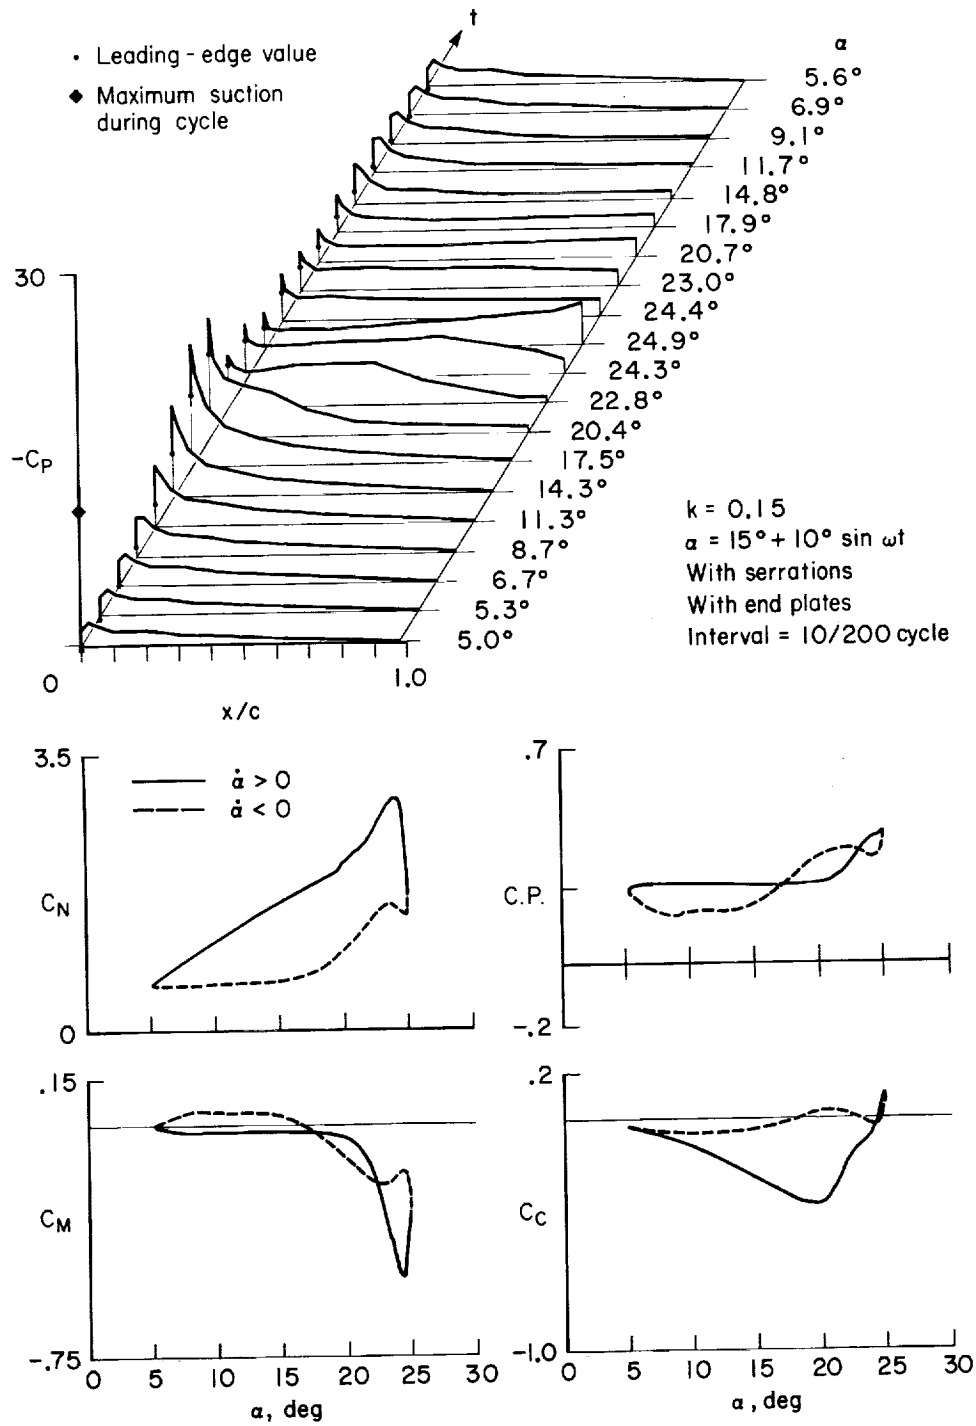 t
· Leading-edge value
◆ Maximum suction
during cycle
α
5.6°
6.9°
9.1°
11.7°
14.8°
17.9°
20.7°
23.0°
24.4°
24.9°
24.3°
22.8°
20.4°
17.5°
14.3°
11.3°
8.7°
6.7°
5.3°
5.0°
30
-CP
0
1.0
x/c
k = 0.15
α = 15° + 10° sin ωt
With serrations
With end plates
Interval = 10/200 cycle
3.5
α̇ > 0
α̇ < 0
CN
0
.7
C.P.
-.2
.15
CM
-.75
0 5 10 15 20 25 30
α, deg
.2
CC
-1.0
0 5 10 15 20 25 30
α, deg